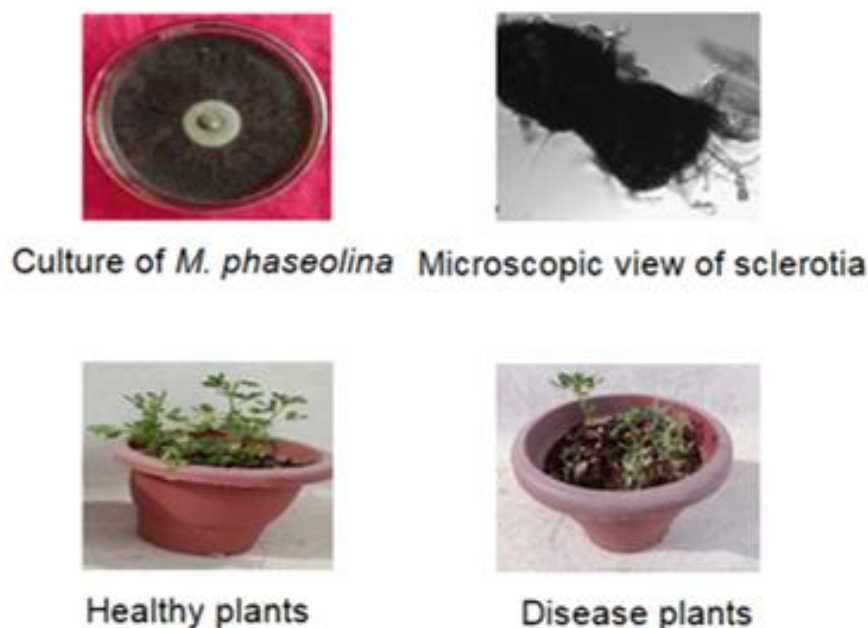 Culture of M. phaseolina
Microscopic view of sclerotia
Healthy plants
Disease plants